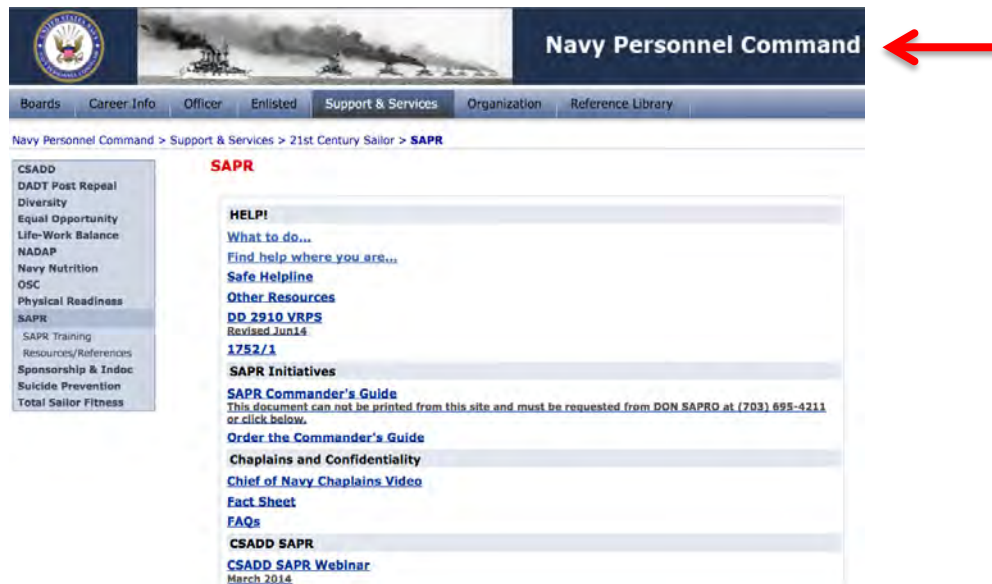 Navy Personnel Command
Boards Career Info Officer Enlisted Support & Services Organization Reference Library
Navy Personnel Command > Support & Services > 21st Century Sailor > SAPR
CSADD
DADT Post Repeal
Diversity
Equal Opportunity
Life-Work Balance
NADAP
Navy Nutrition
OSC
Physical Readiness
SAPR
SAPR Training
Resources/References
Sponsorship & Indoc
Suicide Prevention
Total Sailor Fitness
SAPR
HELP!
What to do...
Find help where you are...
Safe Helpline
Other Resources
DD 2910 VRPS
Revised Jun14
1752/1
SAPR Initiatives
SAPR Commander's Guide
This document can not be printed from this site and must be requested from DON SAPRO at (703) 695-4211
or click below.
Order the Commander's Guide
Chaplains and Confidentiality
Chief of Navy Chaplains Video
Fact Sheet
FAQs
CSADD SAPR
CSADD SAPR Webinar
March 2014